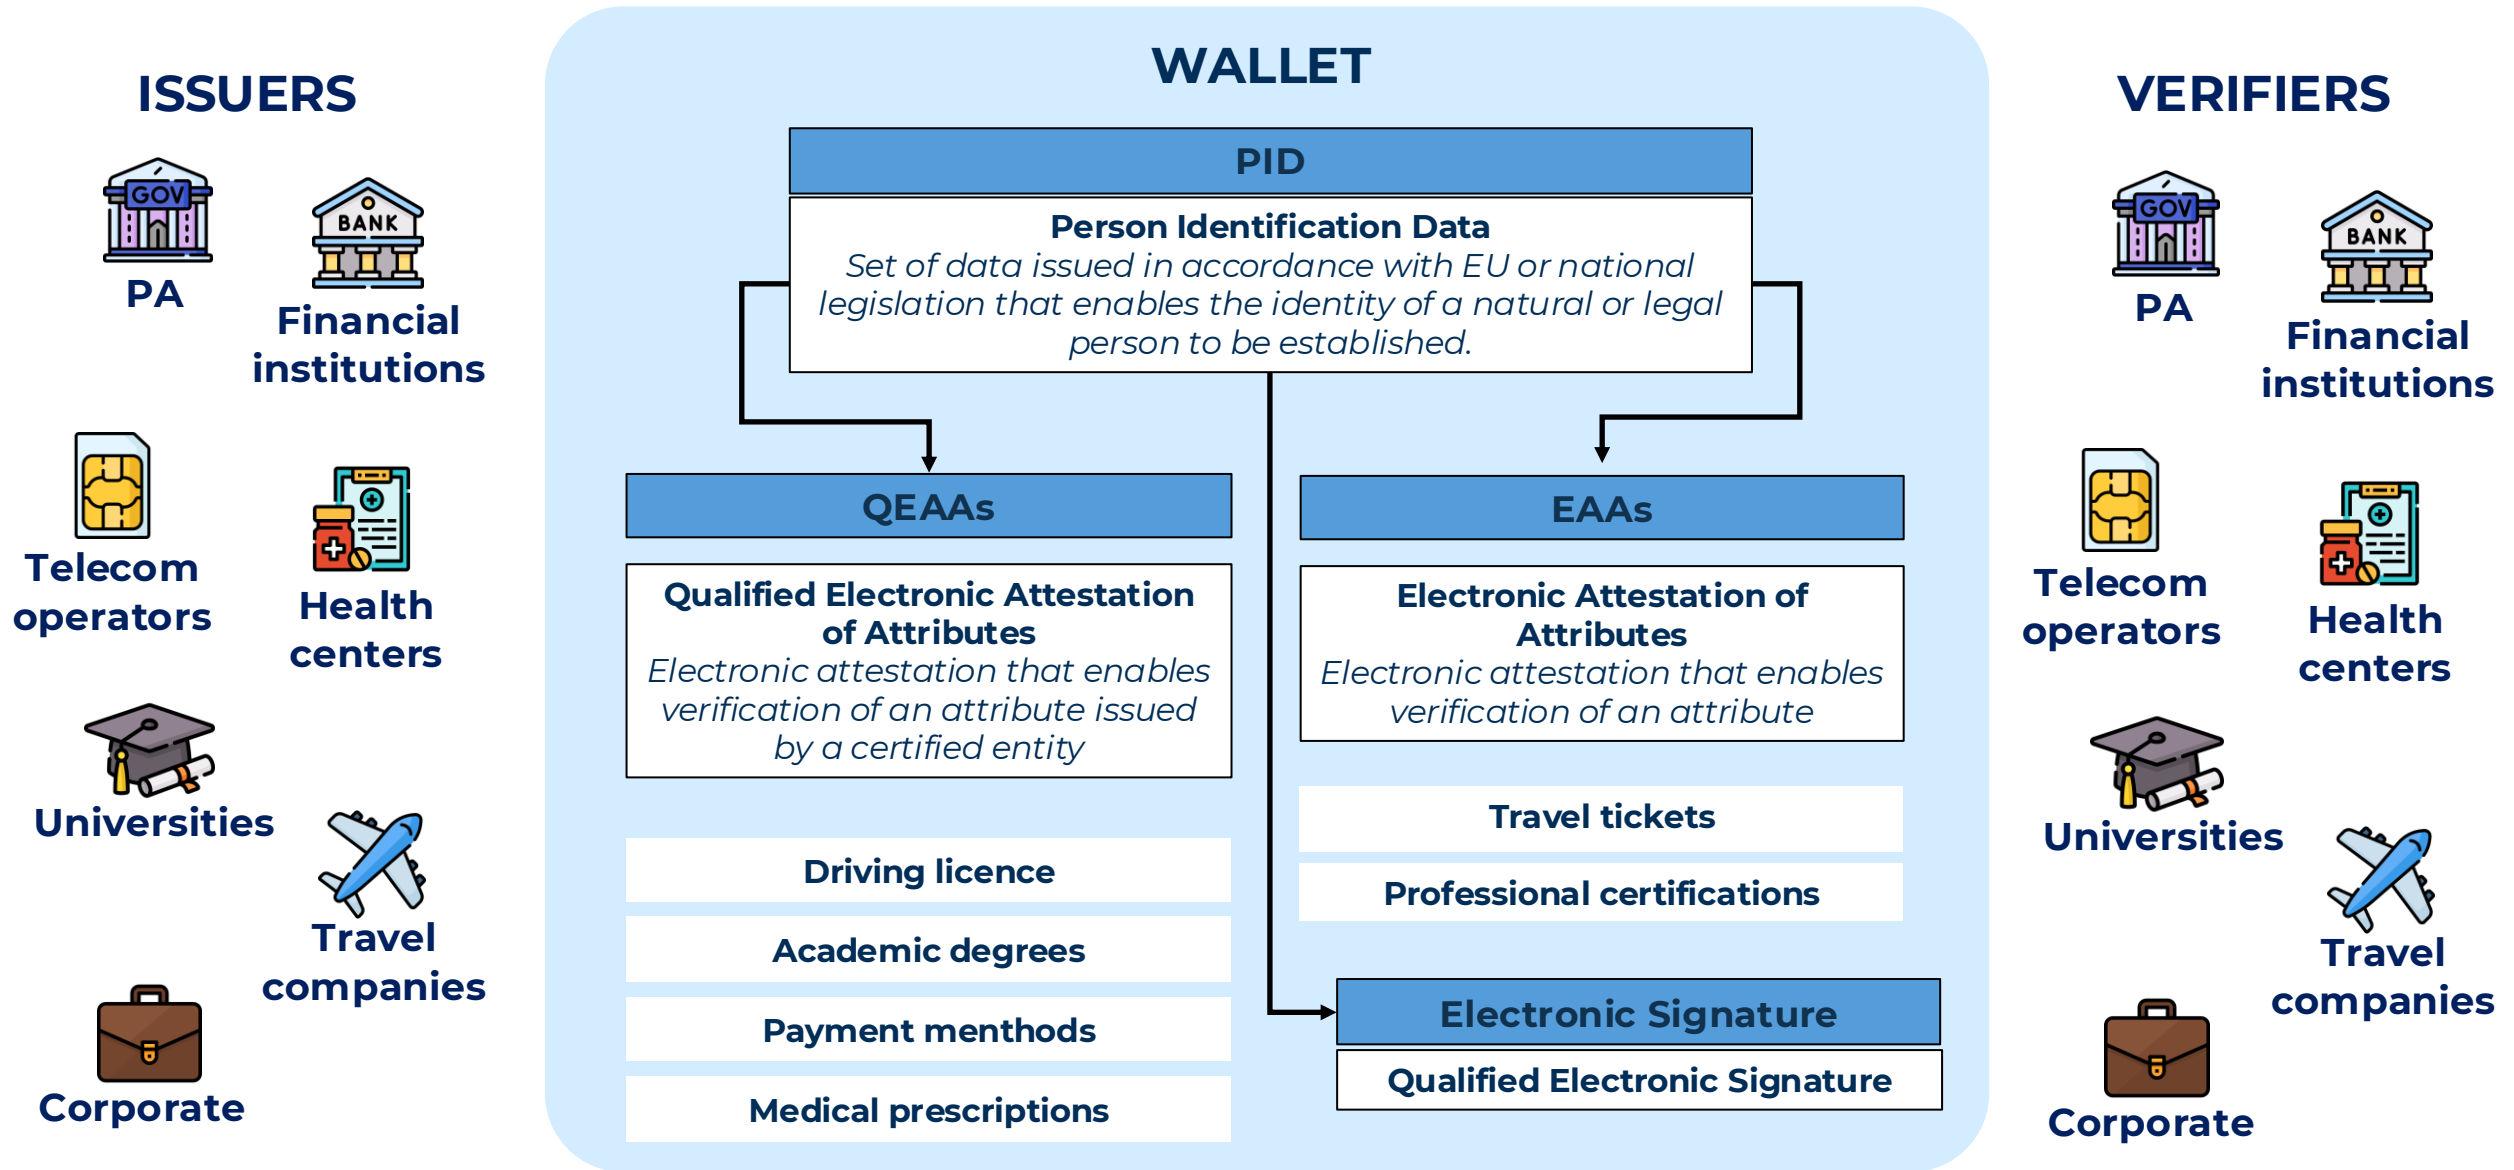 ISSUERS
GOV
PA
BANK
Financial
institutions
Telecom
operators
Health
centers
Universities
Travel
companies
Corporate
WALLET
PID
Person Identification Data
Set of data issued in accordance with EU or national
legislation that enables the identity of a natural or legal
person to be established.
QEAAs
Qualified Electronic Attestation
of Attributes
Electronic attestation that enables
verification of an attribute issued
by a certified entity
Driving licence
Academic degrees
Payment menthods
Medical prescriptions
EAAs
Electronic Attestation of
Attributes
Electronic attestation that enables
verification of an attribute
Travel tickets
Professional certifications
Electronic Signature
Qualified Electronic Signature
VERIFIERS
GOV
PA
BANK
Financial
institutions
Telecom
operators
Health
centers
Universities
Travel
companies
Corporate